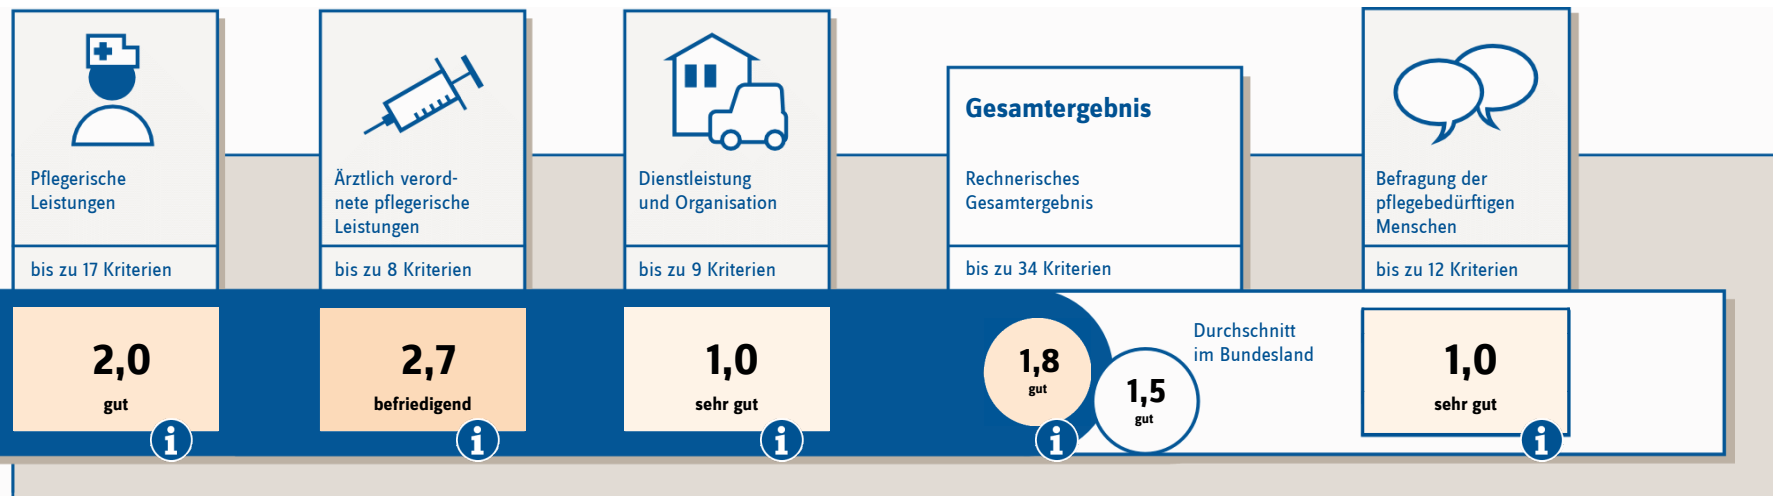 Pflegerische
Leistungen
bis zu 17 Kriterien
2,0
gut
i
Ärztlich verord-
nete pflegerische
Leistungen
bis zu 8 Kriterien
2,7
befriedigend
i
Dienstleistung
und Organisation
bis zu 9 Kriterien
1,0
sehr gut
i
Gesamtergebnis
Rechnerisches
Gesamtergebnis
bis zu 34 Kriterien
1,8
gut
i
1,5
gut
Durchschnitt
im Bundesland
Befragung der
pflegebedürftigen
Menschen
bis zu 12 Kriterien
1,0
sehr gut
i